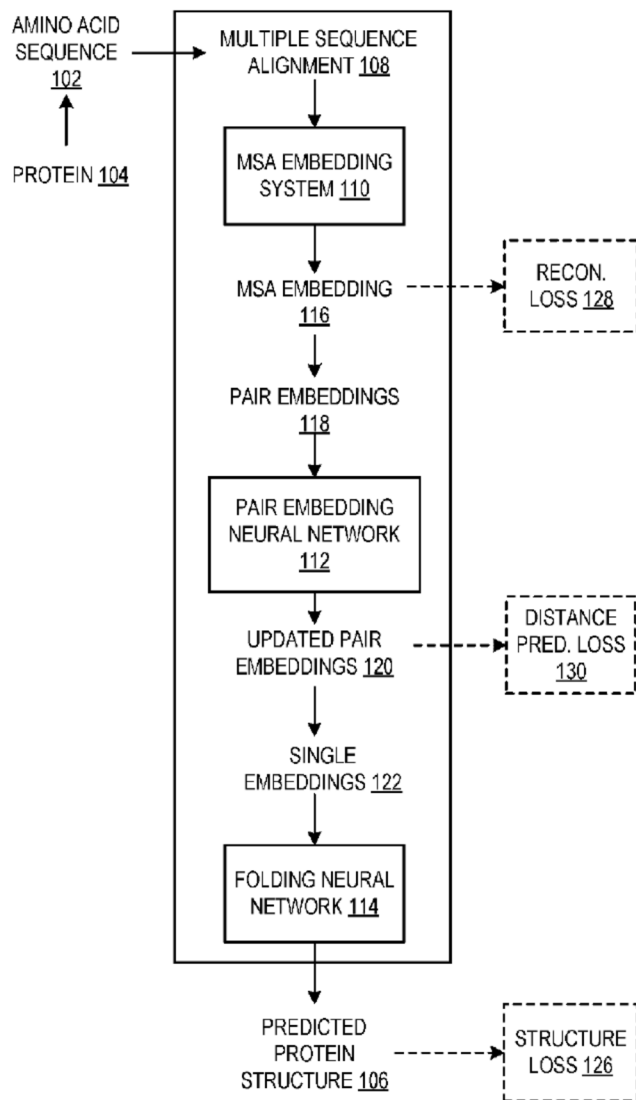 AMINO ACID
SEQUENCE
102
PROTEIN 104
MULTIPLE SEQUENCE
ALIGNMENT 108
MSA EMBEDDING
SYSTEM 110
MSA EMBEDDING
116
RECON.
LOSS 128
PAIR EMBEDDINGS
118
PAIR EMBEDDING
NEURAL NETWORK
112
UPDATED PAIR
EMBEDDINGS 120
DISTANCE
PRED. LOSS
130
SINGLE
EMBEDDINGS 122
FOLDING NEURAL
NETWORK 114
PREDICTED
PROTEIN
STRUCTURE 106
STRUCTURE
LOSS 126